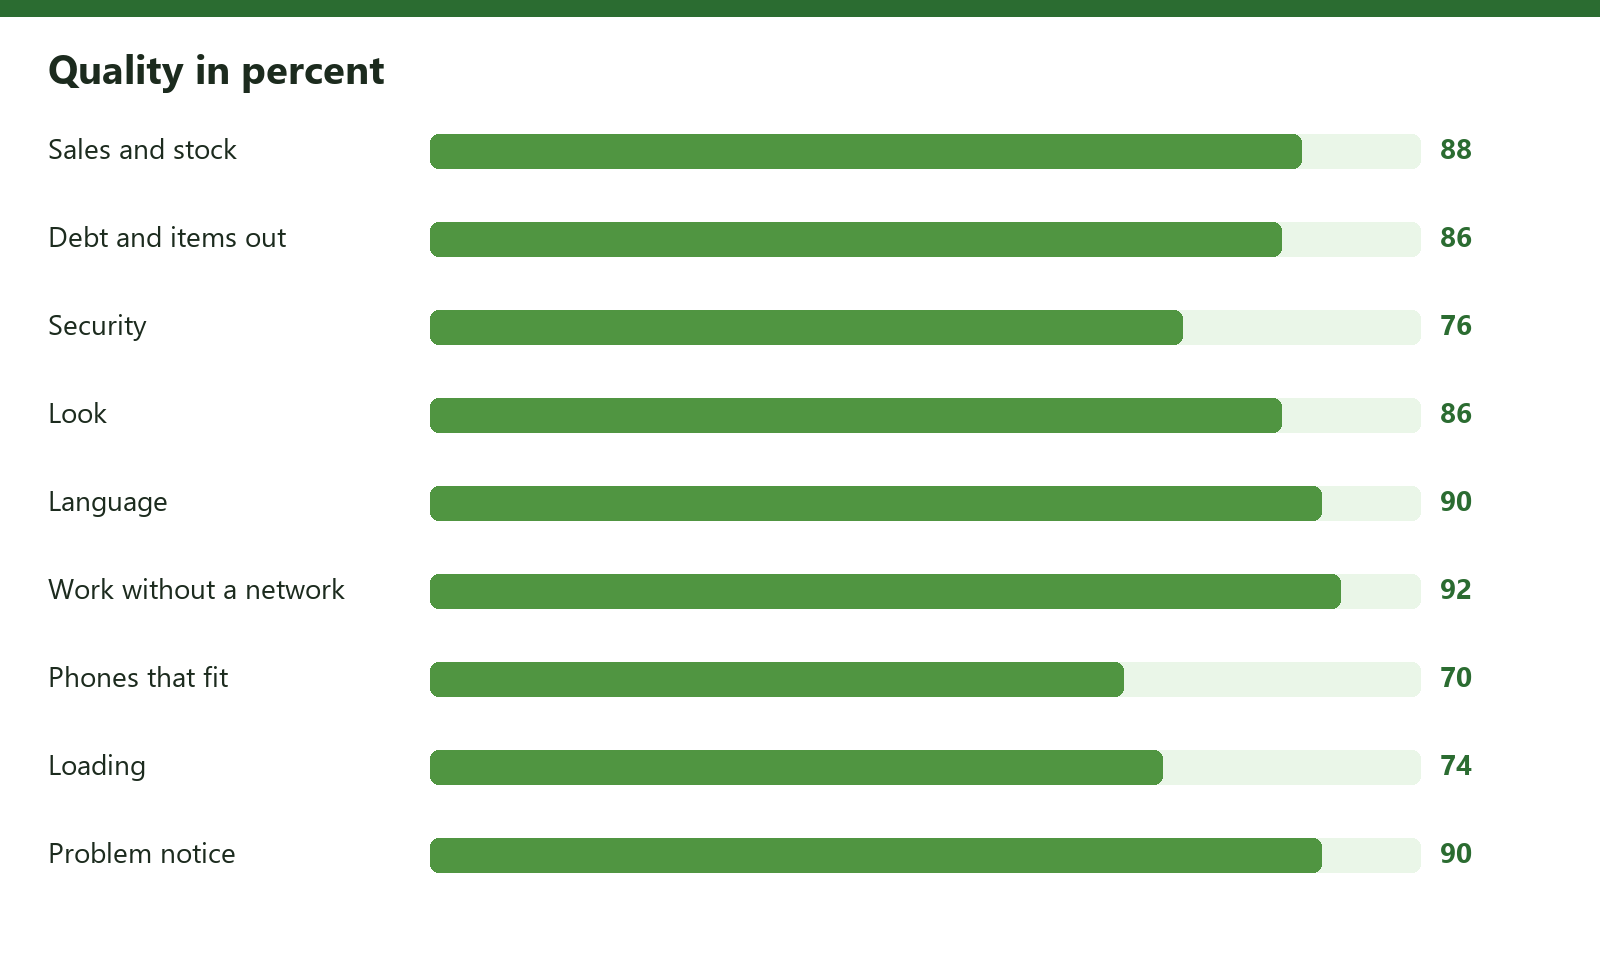 Quality in percent
Sales and stock 88
Debt and items out 86
Security 76
Look 86
Language 90
Work without a network 92
Phones that fit 70
Loading 74
Problem notice 90